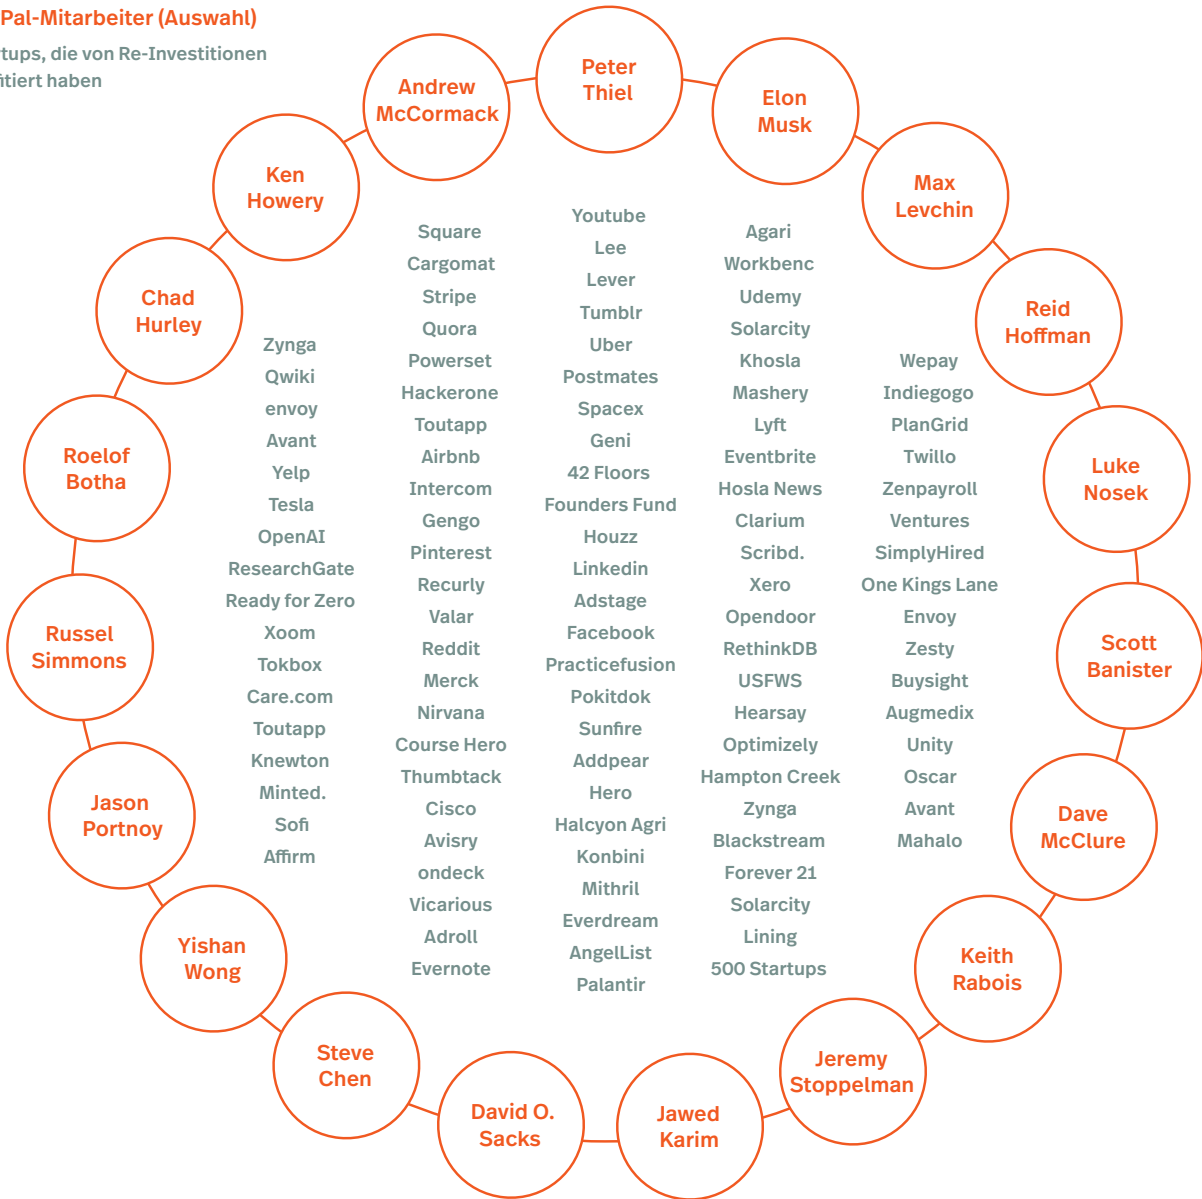 Pal-Mitarbeiter (Auswahl)
tups, die von Re-Investitionen
fitiert haben
Peter
Thiel
Elon
Musk
Max
Levchin
Reid
Hoffman
Luke
Nosek
Scott
Banister
Dave
McClure
Keith
Rabois
Jeremy
Stoppelman
Jawed
Karim
David O.
Sacks
Steve
Chen
Yishan
Wong
Jason
Portnoy
Russel
Simmons
Roelof
Botha
Chad
Hurley
Ken
Howery
Andrew
McCormack
Zynga
Qwiki
envoy
Avant
Yelp
Tesla
OpenAI
ResearchGate
Ready for Zero
Xoom
Tokbox
Care.com
Toutapp
Knewton
Minted.
Sofi
Affirm
Square
Cargomat
Stripe
Quora
Powerset
Hackerone
Toutapp
Airbnb
Intercom
Gengo
Pinterest
Recurly
Valar
Reddit
Merck
Nirvana
Course Hero
Thumbtack
Cisco
Avisry
ondeck
Vicarious
Adroll
Evernote
Youtube
Lee
Lever
Tumblr
Uber
Postmates
Spacex
Geni
42 Floors
Founders Fund
Houzz
Linkedin
Adstage
Facebook
Practicefusion
Pokitdok
Sunfire
Addpear
Hero
Halcyon Agri
Konbini
Mithril
Everdream
AngelList
Palantir
Agari
Workbenc
Udemy
Solarcity
Khosla
Mashery
Lyft
Eventbrite
Hosla News
Clarium
Scribd.
Xero
Opendoor
RethinkDB
USFWS
Hearsay
Optimizely
Hampton Creek
Zynga
Blackstream
Forever 21
Solarcity
Lining
500 Startups
Wepay
Indiegogo
PlanGrid
Twillo
Zenpayroll
Ventures
SimplyHired
One Kings Lane
Envoy
Zesty
Buysight
Augmedix
Unity
Oscar
Avant
Mahalo